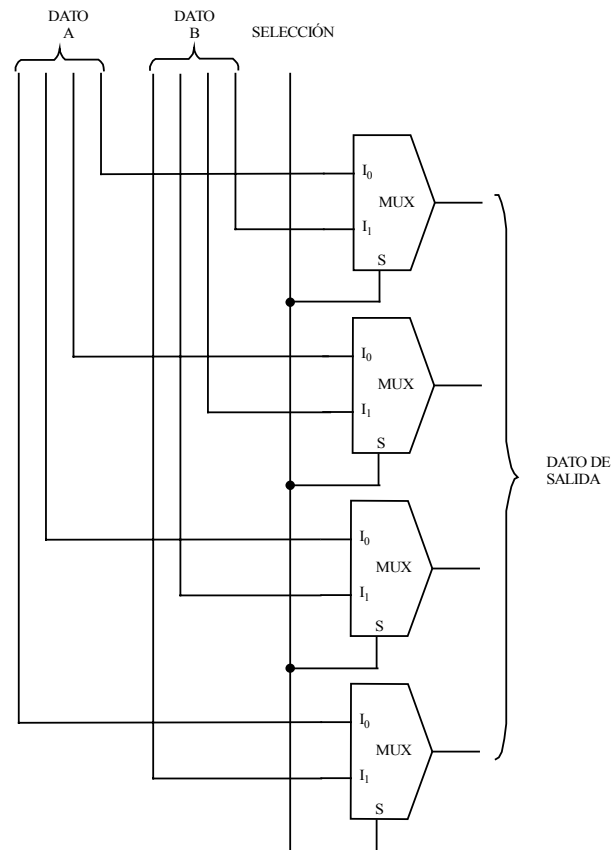 DATO
A
DATO
B
SELECCIÓN
I0
MUX
I1
S
I0
MUX
I1
S
DATO DE
SALIDA
I0
MUX
I1
S
I0
MUX
I1
S